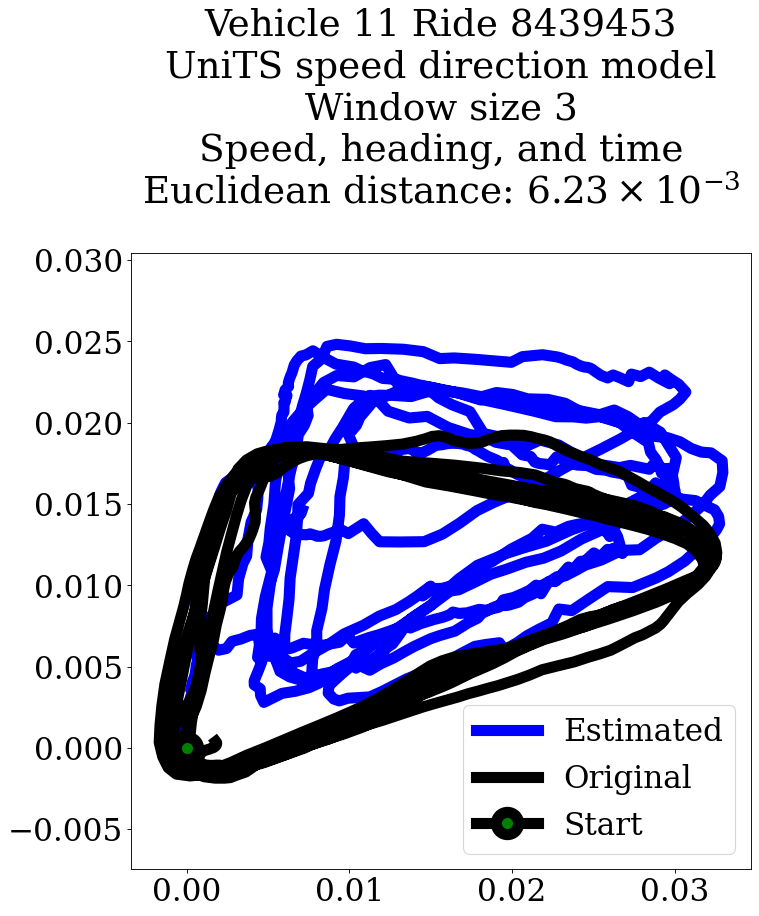 Vehicle 11 Ride 8439453
UniTS speed direction model
Window size 3
Speed, heading, and time
Euclidean distance: 6.23 × 10⁻³
0.030
0.025
0.020
0.015
0.010
0.005
0.000
−0.005
Estimated
Original
Start
0.00 0.01 0.02 0.03